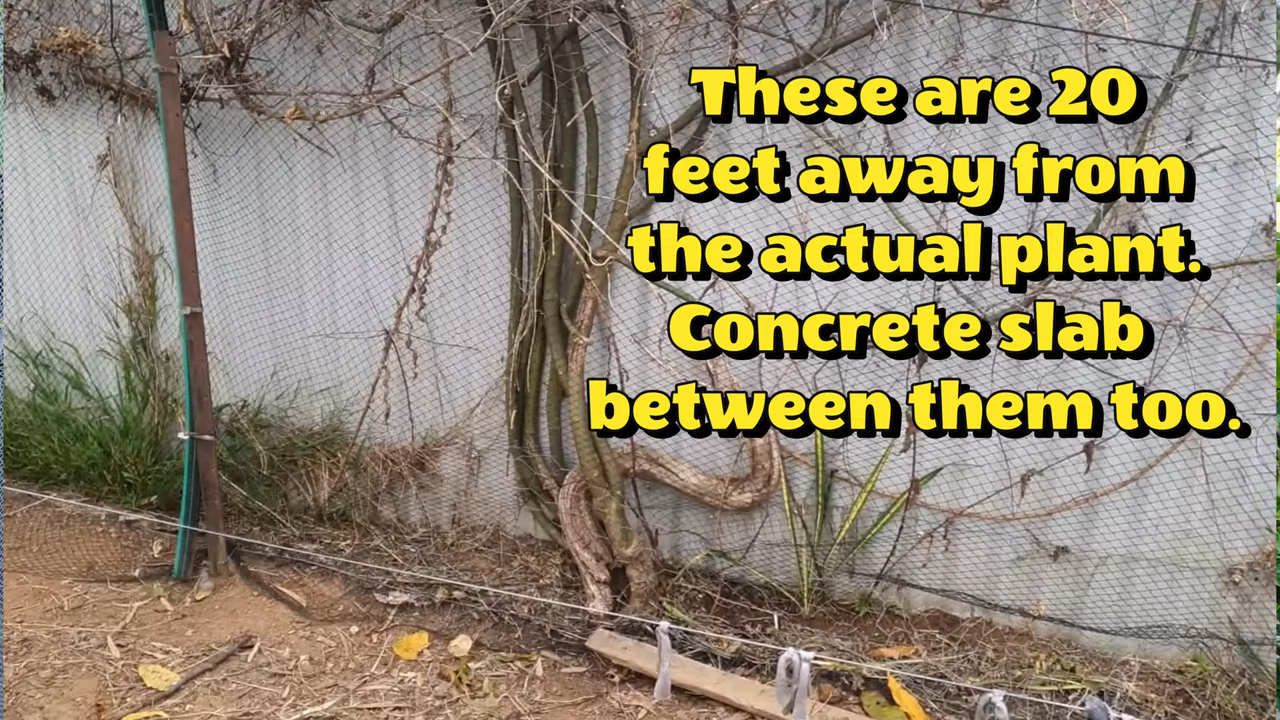 These are 20
feet away from
the actual plant.
Concrete slab
between them too.